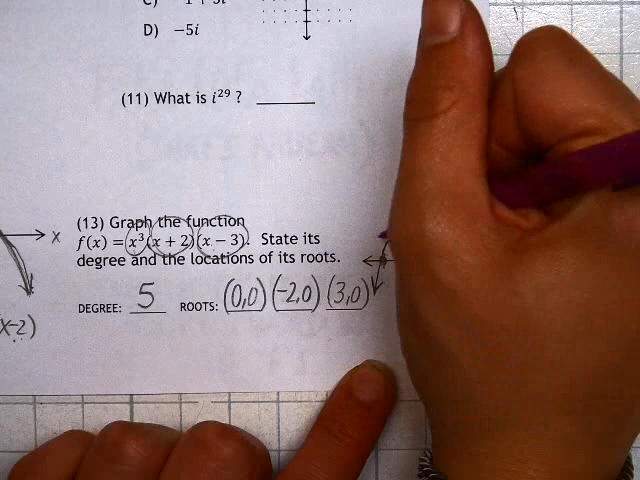 D) −5i
(11) What is i²⁹ ? ______
x
(13) Graph the function
f(x) = x³(x + 2)(x − 3). State its
degree and the locations of its roots.
DEGREE: 5 ROOTS: (0,0) (-2,0) (3,0)
x-2)